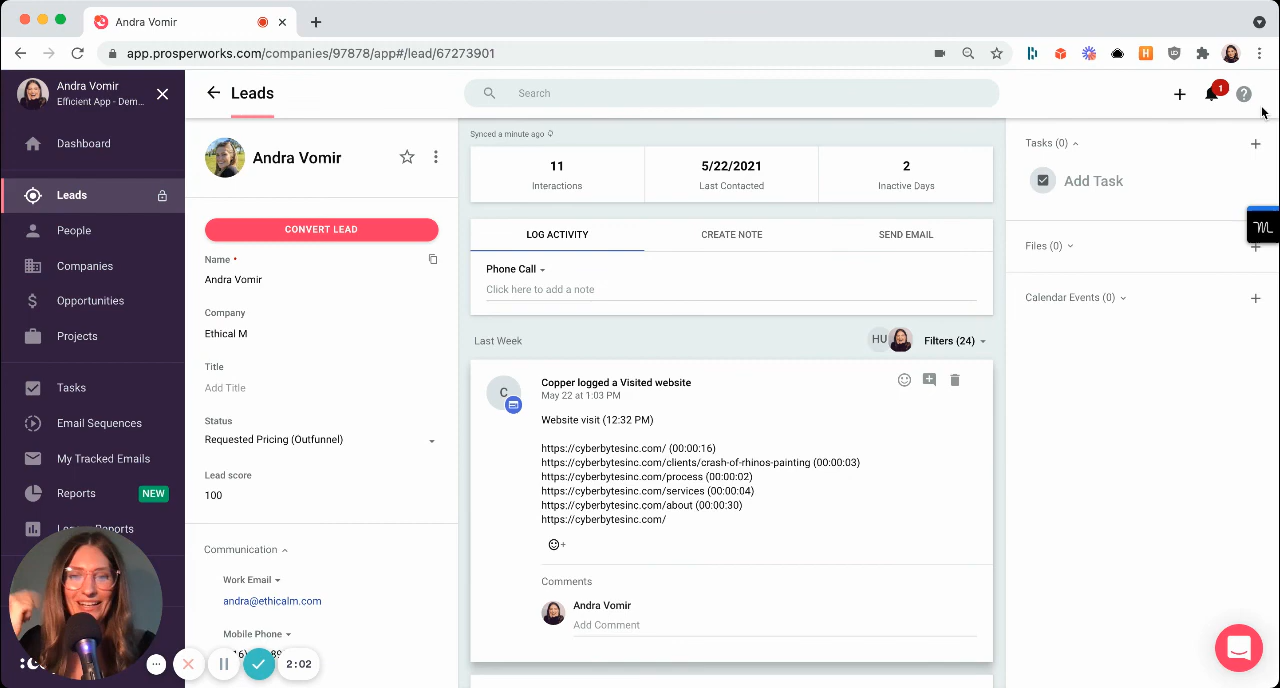 Andra Vomir
app.prosperworks.com/companies/97878/app#/lead/67273901
Andra Vomir
Efficient App - Dem...
Dashboard
Leads
People
Companies
Opportunities
Projects
Tasks
Email Sequences
My Tracked Emails
Reports
NEW
Reports
2:02
Leads
Search
1
Andra Vomir
CONVERT LEAD
Name •
Andra Vomir
Company
Ethical M
Title
Add Title
Status
Requested Pricing (Outfunnel)
Lead score
100
Communication
Work Email
andra@ethicalm.com
Mobile Phone
Synced a minute ago
11
Interactions
5/22/2021
Last Contacted
2
Inactive Days
LOG ACTIVITY
CREATE NOTE
SEND EMAIL
Phone Call
Click here to add a note
Last Week
HU
Filters (24)
C
Copper logged a Visited website
May 22 at 1:03 PM
Website visit (12:32 PM)
https://cyberbytesinc.com/ (00:00:16)
https://cyberbytesinc.com/clients/crash-of-rhinos-painting (00:00:03)
https://cyberbytesinc.com/process (00:00:02)
https://cyberbytesinc.com/services (00:00:04)
https://cyberbytesinc.com/about (00:00:30)
https://cyberbytesinc.com/
Comments
Andra Vomir
Add Comment
Tasks (0)
Add Task
Files (0)
Calendar Events (0)